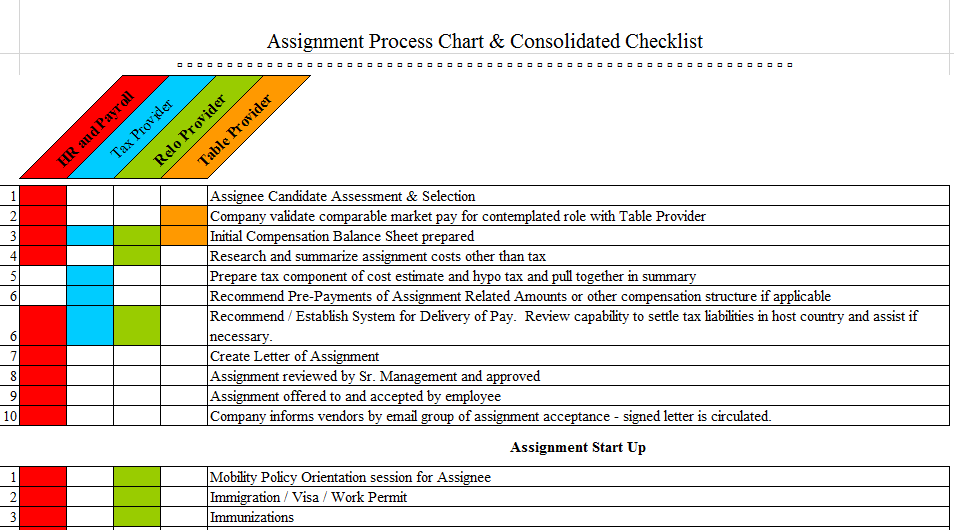 Assignment Process Chart & Consolidated Checklist
HR and Payroll
Tax Provider
Relo Provider
Table Provider
1 Assignee Candidate Assessment & Selection
2 Company validate comparable market pay for contemplated role with Table Provider
3 Initial Compensation Balance Sheet prepared
4 Research and summarize assignment costs other than tax
5 Prepare tax component of cost estimate and hypo tax and pull together in summary
6 Recommend Pre-Payments of Assignment Related Amounts or other compensation structure if applicable
Recommend / Establish System for Delivery of Pay.  Review capability to settle tax liabilities in host country and assist if
6 necessary.
7 Create Letter of Assignment
8 Assignment reviewed by Sr. Management and approved
9 Assignment offered to and accepted by employee
10 Company informs vendors by email group of assignment acceptance - signed letter is circulated.
Assignment Start Up
1 Mobility Policy Orientation session for Assignee
2 Immigration / Visa / Work Permit
3 Immunizations